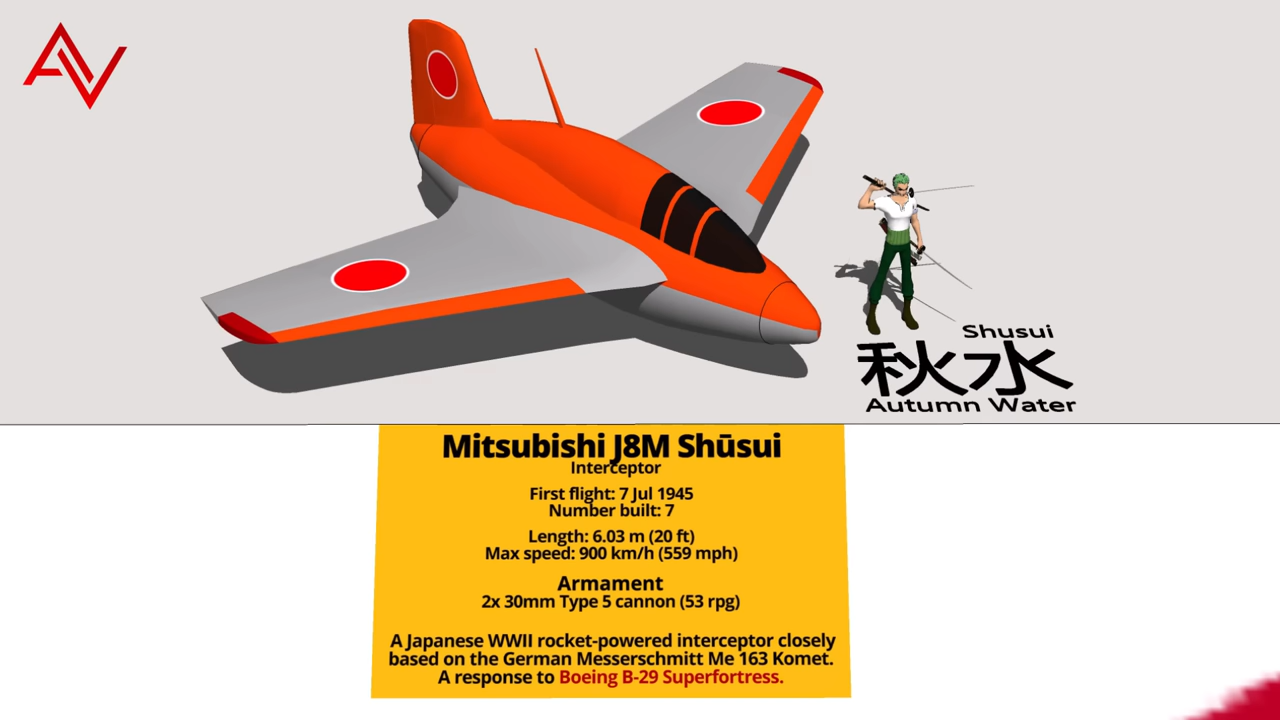 AV
Shusui
秋水
Autumn Water
Mitsubishi J8M Shūsui
Interceptor
First flight: 7 Jul 1945
Number built: 7
Length: 6.03 m (20 ft)
Max speed: 900 km/h (559 mph)
Armament
2x 30mm Type 5 cannon (53 rpg)
A Japanese WWII rocket-powered interceptor closely
based on the German Messerschmitt Me 163 Komet.
A response to Boeing B-29 Superfortress.